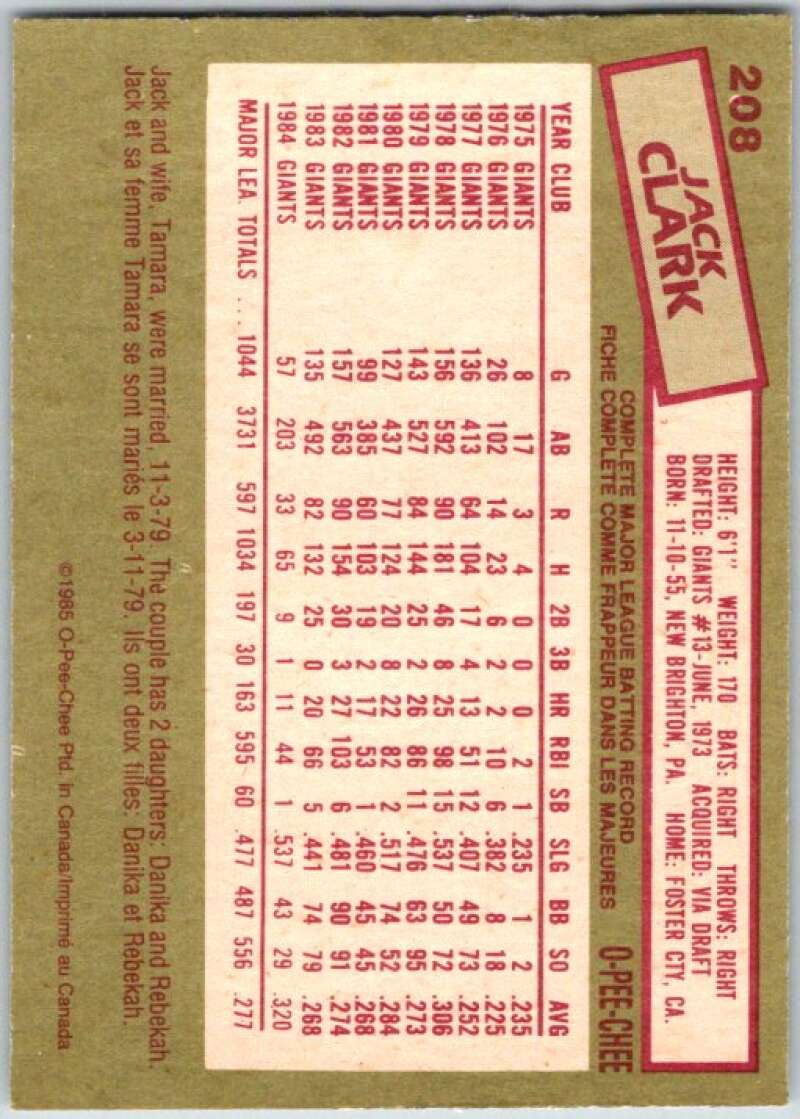 208
JACK
CLARK
HEIGHT: 6'1" WEIGHT: 170 BATS: RIGHT THROWS: RIGHT
DRAFTED: GIANTS #13-JUNE, 1973 ACQUIRED: VIA DRAFT
BORN: 11-10-55, NEW BRIGHTON, PA. HOME: FOSTER CTY, CA.
COMPLETE MAJOR LEAGUE BATTING RECORD
FICHE COMPLÈTE COMME FRAPPEUR DANS LES MAJEURES
O-PEE-CHEE
YEAR CLUB G AB R H 2B 3B HR RBI SB SLG BB SO AVG
1975 GIANTS 8 17 3 4 0 0 0 2 1 .235 1 2 .235
1976 GIANTS 26 102 14 23 6 2 2 10 6 .382 8 18 .225
1977 GIANTS 136 413 64 104 17 4 13 51 12 .407 49 73 .252
1978 GIANTS 156 592 90 181 46 8 25 98 15 .537 50 72 .306
1979 GIANTS 143 527 84 144 25 2 26 86 11 .476 63 95 .273
1980 GIANTS 127 437 77 124 20 8 22 82 2 .517 74 52 .284
1981 GIANTS 99 385 60 103 19 2 17 53 1 .460 45 45 .268
1982 GIANTS 157 563 90 154 30 3 27 103 6 .481 90 91 .274
1983 GIANTS 135 492 82 132 25 0 20 66 5 .441 74 79 .268
1984 GIANTS 57 203 33 65 9 1 11 44 1 .537 43 29 .320
MAJOR LEA. TOTALS ... 1044 3731 597 1034 197 30 163 595 60 .477 487 556 .277
Jack and wife, Tamara, were married, 11-3-79. The couple has 2 daughters: Danika and Rebekah.
Jack et sa femme Tamara se sont mariés le 3-11-79. Ils ont deux filles: Danika et Rebekah.
©1985 O-Pee-Chee Ptd. in Canada/Imprimé au Canada